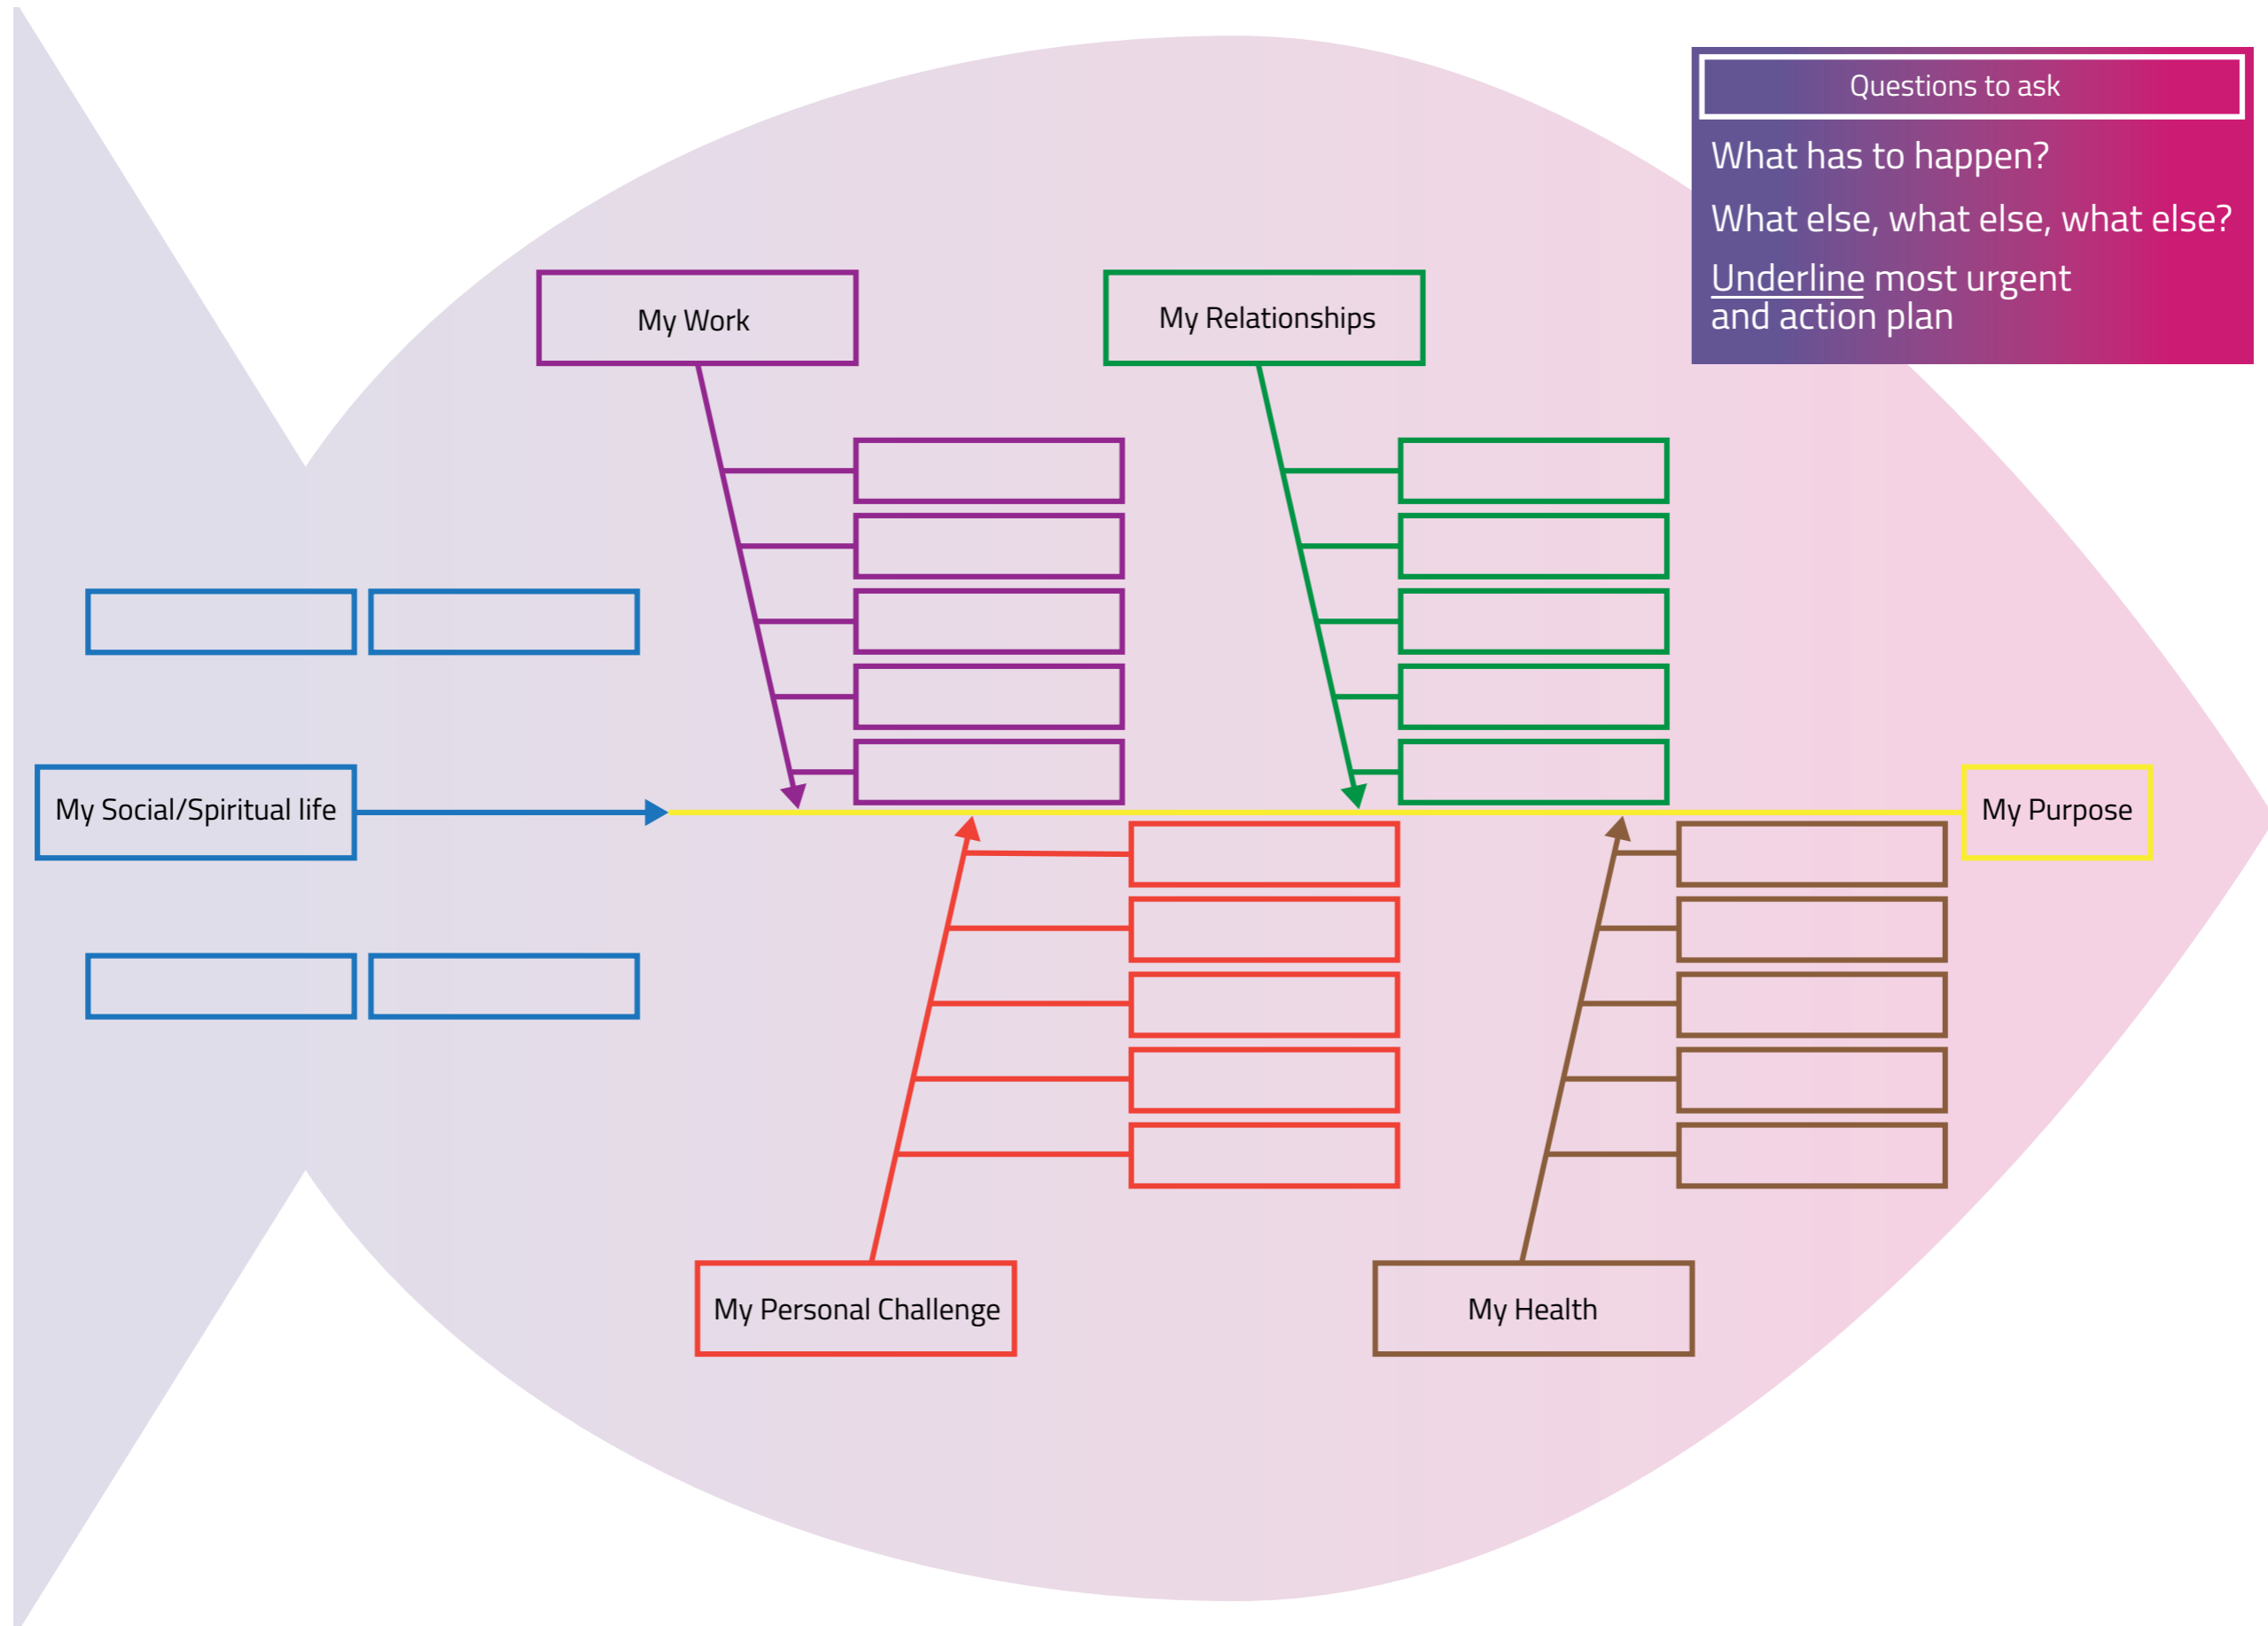 Questions to ask
What has to happen?
What else, what else, what else?
Underline most urgent
and action plan
My Work
My Relationships
My Social/Spiritual life
My Purpose
My Personal Challenge
My Health